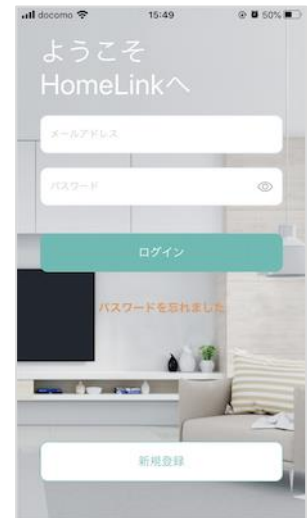 docomo 15:49 50%
ようこそ
HomeLinkへ
メールアドレス
パスワード
ログイン
パスワードを忘れました
新規登録